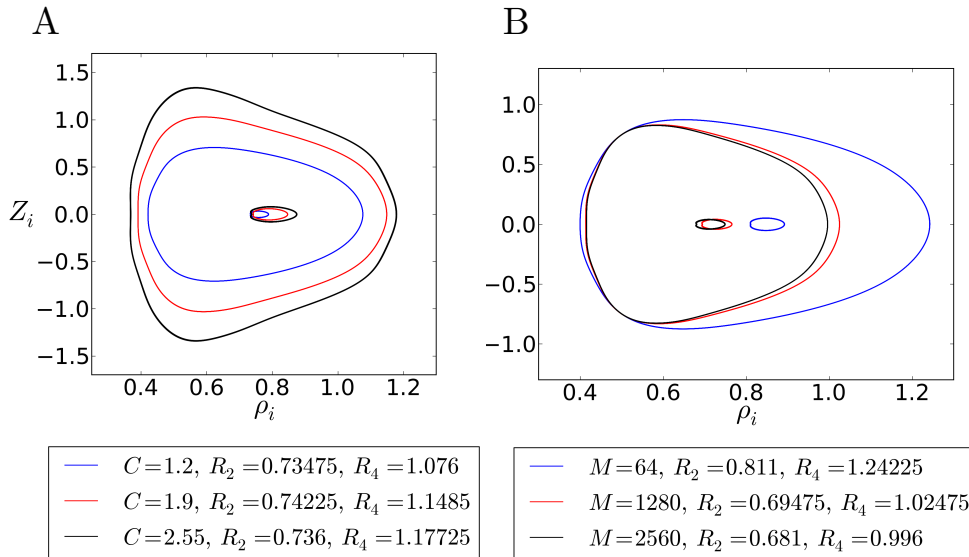 A
B
1.5
1.0
0.5
0.0
−0.5
−1.0
−1.5
Z_i
0.4 0.6 0.8 1.0 1.2
ρ_i
1.0
0.5
0.0
−0.5
−1.0
0.4 0.6 0.8 1.0 1.2
ρ_i
C=1.2, R_2=0.73475, R_4=1.076
C=1.9, R_2=0.74225, R_4=1.1485
C=2.55, R_2=0.736, R_4=1.17725
M=64, R_2=0.811, R_4=1.24225
M=1280, R_2=0.69475, R_4=1.02475
M=2560, R_2=0.681, R_4=0.996